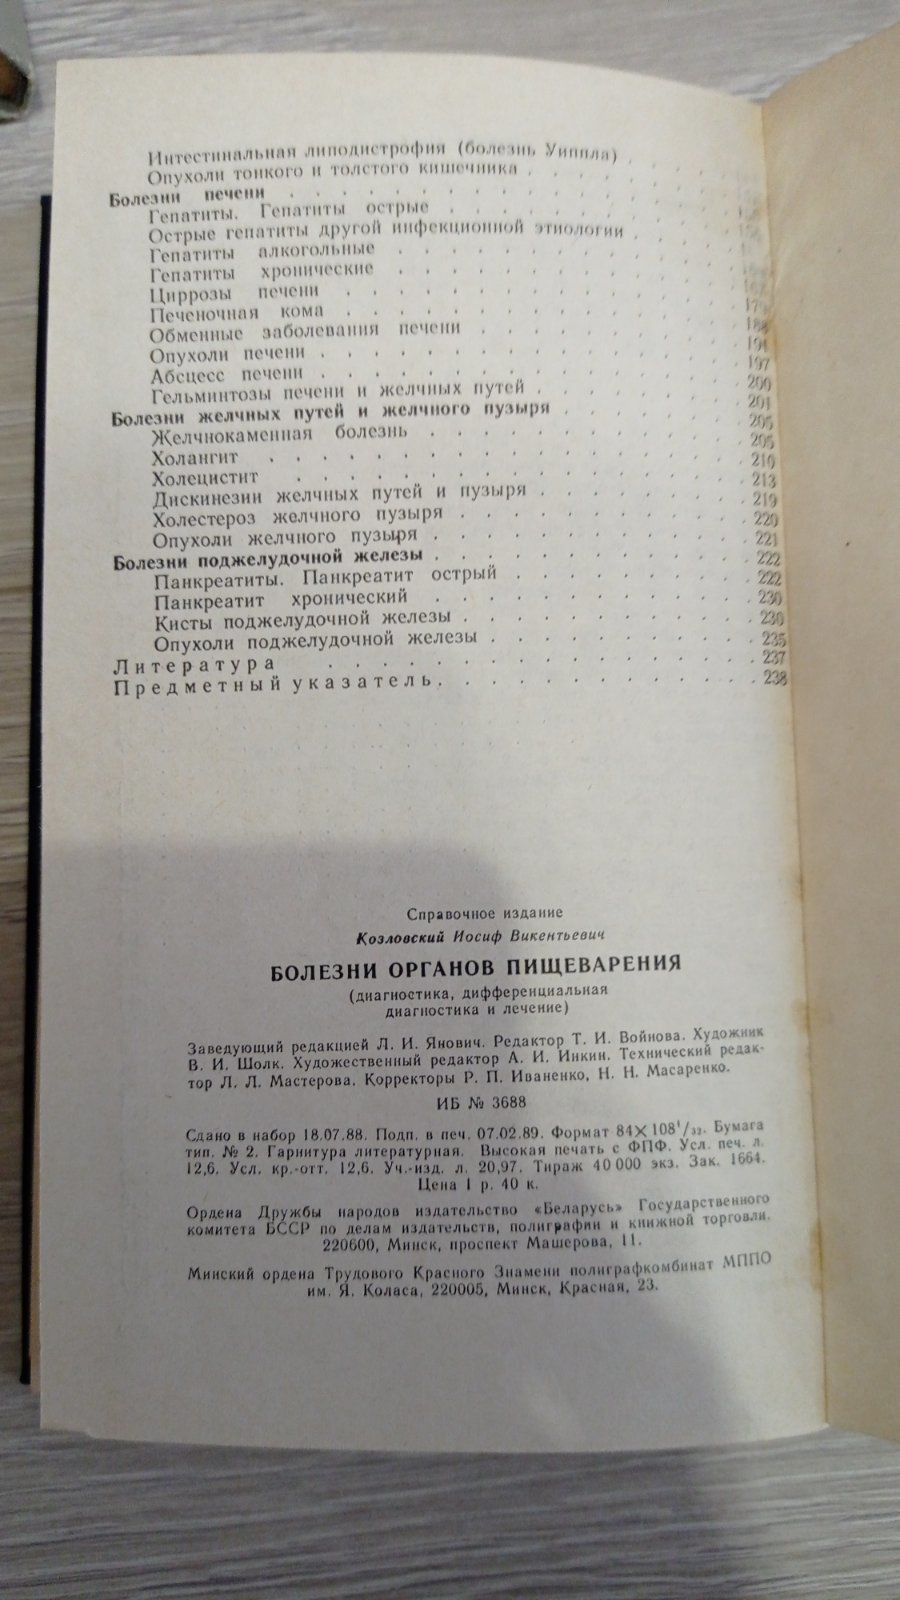 Интестинальная липодистрофия (болезнь Уиппла) . . .
Опухоли тонкого и толстого кишечника . . . . . .
Болезни печени . . . . . . . . . . . .
Гепатиты. Гепатиты острые . . . . . . . .
Острые гепатиты другой инфекционной этиологии . . . .
Гепатиты алкогольные . . . . . . . . .
Гепатиты хронические . . . . . . . . .
Циррозы печени . . . . . . . . . . .
Печеночная кома . . . . . . . . . . .
Обменные заболевания печени . . . . . . . 188
Опухоли печени . . . . . . . . . . . 191
Абсцесс печени . . . . . . . . . . . 197
Гельминтозы печени и желчных путей . . . . . . 200
Болезни желчных путей и желчного пузыря . . . . . 201
Желчнокаменная болезнь . . . . . . . . . 205
Холангит . . . . . . . . . . . . 205
Холецистит . . . . . . . . . . . 210
Дискинезии желчных путей и пузыря . . . . . . 213
Холестероз желчного пузыря . . . . . . . . 219
Опухоли желчного пузыря . . . . . . . . . 220
Болезни поджелудочной железы . . . . . . . . 221
Панкреатиты. Панкреатит острый . . . . . . . 222
Панкреатит хронический . . . . . . . . . 222
Кисты поджелудочной железы . . . . . . . . 230
Опухоли поджелудочной железы . . . . . . . 230
Литература . . . . . . . . . . . . 235
Предметный указатель . . . . . . . . . . 237
238
Справочное издание
Козловский Иосиф Викентьевич
БОЛЕЗНИ ОРГАНОВ ПИЩЕВАРЕНИЯ
(диагностика, дифференциальная
диагностика и лечение)
Заведующий редакцией Л. И. Янович. Редактор Т. И. Войнова. Художник
В. И. Шолк. Художественный редактор А. И. Инкин. Технический редак-
тор Л. Л. Мастерова. Корректоры Р. П. Иваненко, Н. Н. Масаренко.
ИБ № 3688
Сдано в набор 18.07.88. Подп. в печ. 07.02.89. Формат 84×108¹/₃₂. Бумага
тип. № 2. Гарнитура литературная. Высокая печать с ФПФ. Усл. печ. л.
12,6. Усл. кр.-отт. 12,6. Уч.-изд. л. 20,97. Тираж 40 000 экз. Зак. 1664.
Цена 1 р. 40 к.
Ордена Дружбы народов издательство «Беларусь» Государственного
комитета БССР по делам издательств, полиграфии и книжной торговли.
220600, Минск, проспект Машерова, 11.
Минский ордена Трудового Красного Знамени полиграфкомбинат МППО
им. Я. Коласа, 220005, Минск, Красная, 23.